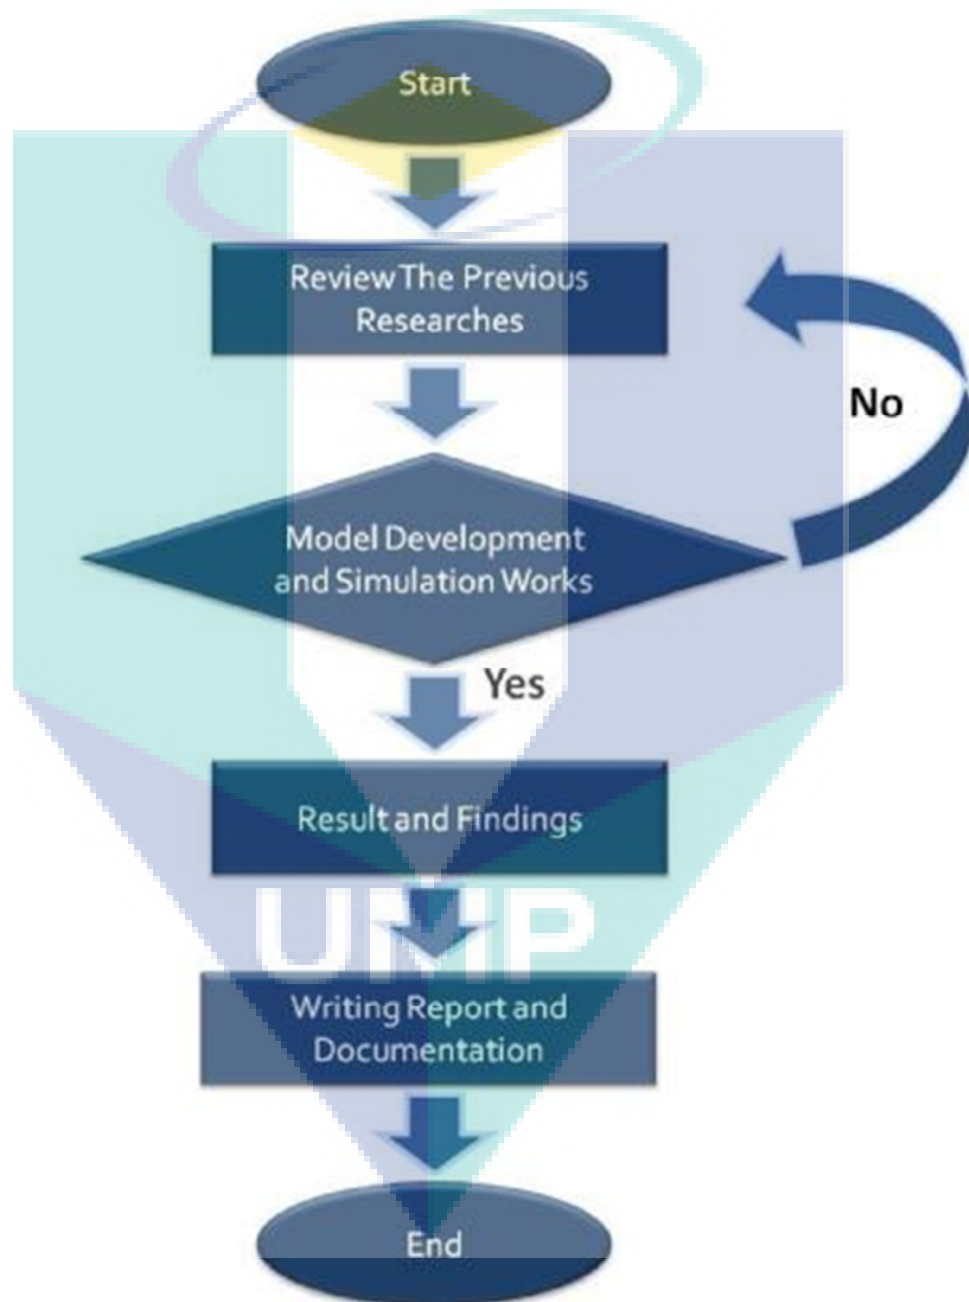 Start
Review The Previous
Researches
No
Model Development
and Simulation Works
Yes
Result and Findings
UMP
Writing Report and
Documentation
End